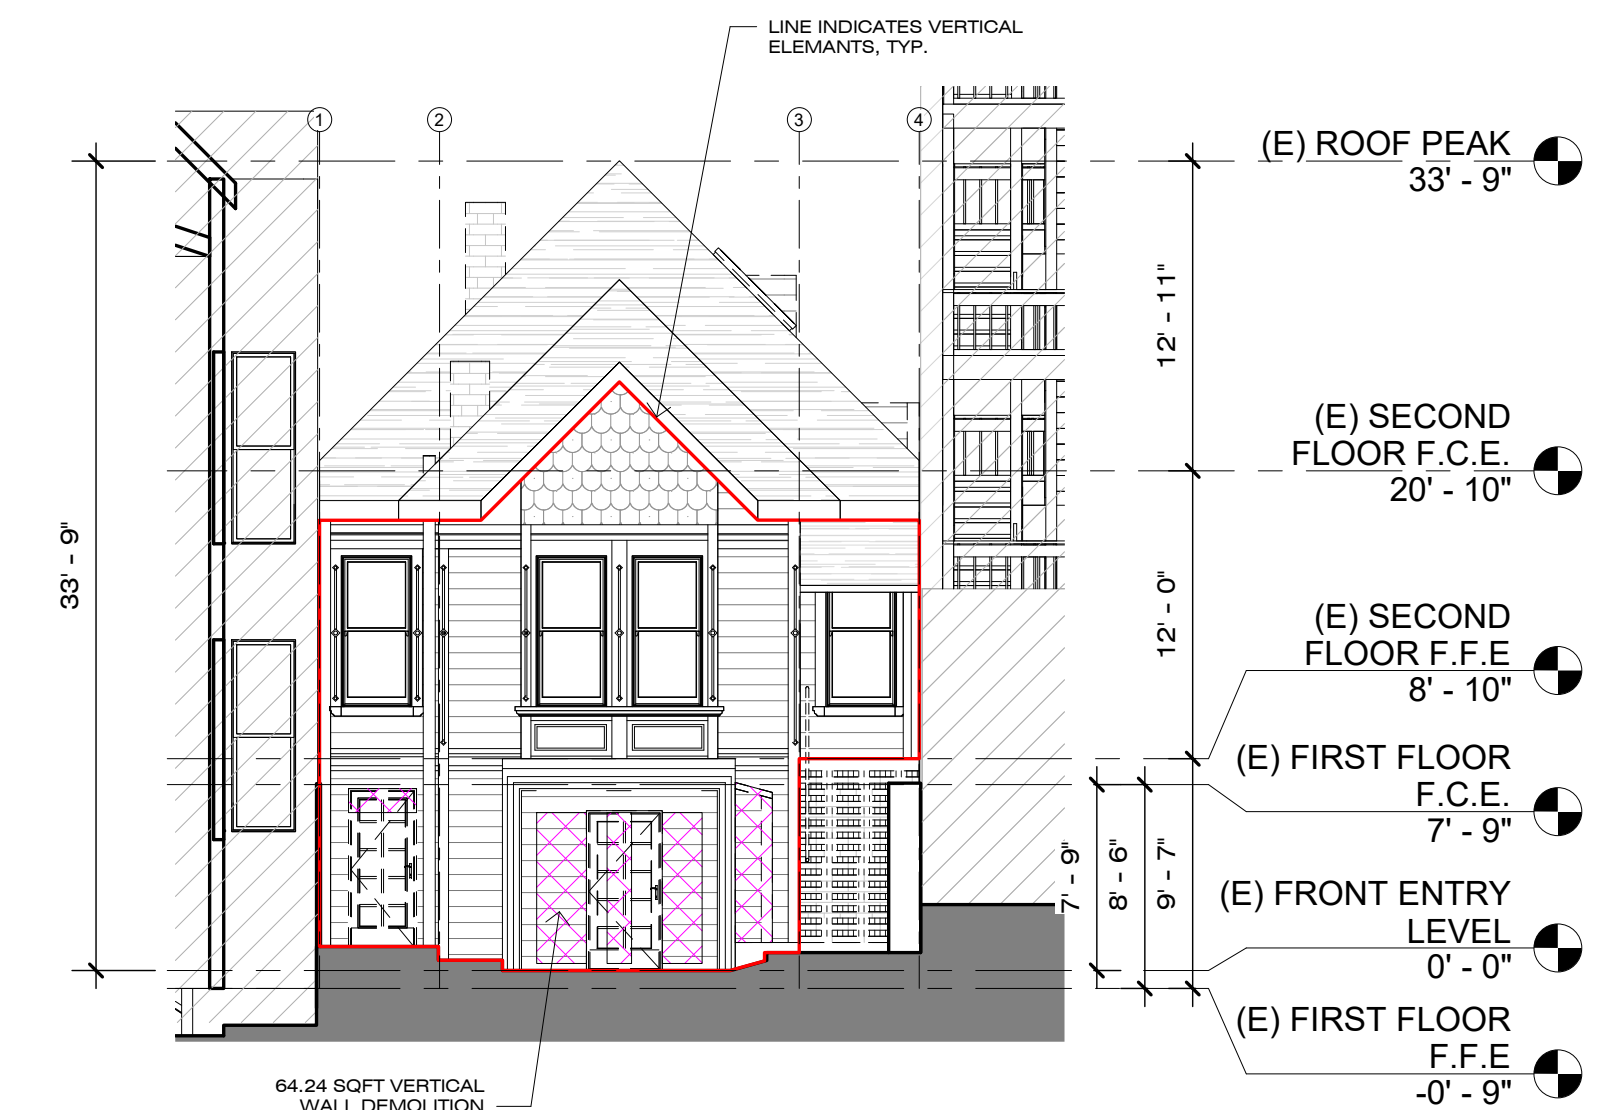 LINE INDICATES VERTICAL
ELEMANTS, TYP.
1
2
3
4
(E) ROOF PEAK
33' - 9"
12' - 11"
(E) SECOND
FLOOR F.C.E.
20' - 10"
33' - 9"
12' - 0"
(E) SECOND
FLOOR F.F.E
8' - 10"
(E) FIRST FLOOR
F.C.E.
7' - 9"
7' - 9"
8' - 6"
9' - 7"
(E) FRONT ENTRY
LEVEL
0' - 0"
(E) FIRST FLOOR
F.F.E
-0' - 9"
64.24 SQFT VERTICAL
WALL DEMOLITION